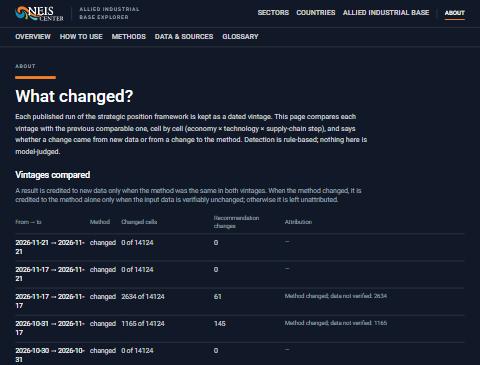 NEIS CENTER
ALLIED INDUSTRIAL
BASE EXPLORER
SECTORS COUNTRIES ALLIED INDUSTRIAL BASE ABOUT
OVERVIEW HOW TO USE METHODS DATA & SOURCES GLOSSARY
ABOUT
What changed?
Each published run of the strategic position framework is kept as a dated vintage. This page compares each
vintage with the previous comparable one, cell by cell (economy × technology × supply-chain step), and says
whether a change came from new data or from a change to the method. Detection is rule-based; nothing here is
model-judged.
Vintages compared
A result is credited to new data only when the method was the same in both vintages. When the method changed, it is
credited to the method alone only when the input data is verifiably unchanged; otherwise it is left unattributed.
From → to Method Changed cells Recommendation changes Attribution
2026-11-21 → 2026-11-21 changed 0 of 14124 0 —
2026-11-17 → 2026-11-21 changed 0 of 14124 0 —
2026-11-17 → 2026-11-17 changed 2634 of 14124 61 Method changed; data not verified: 2634
2026-10-31 → 2026-11-17 changed 1165 of 14124 145 Method changed; data not verified: 1165
2026-10-30 → 2026-10-31 changed 0 of 14124 0 —